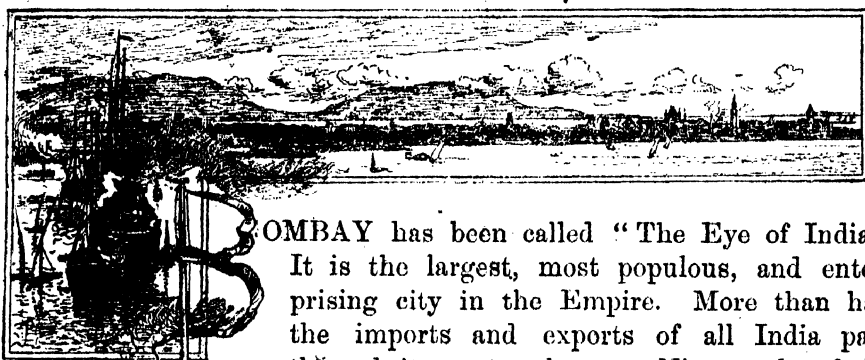 BOMBAY has been called "The Eye of India
It is the largest, most populous, and ente
prising city in the Empire. More than ha
the imports and exports of all India pa